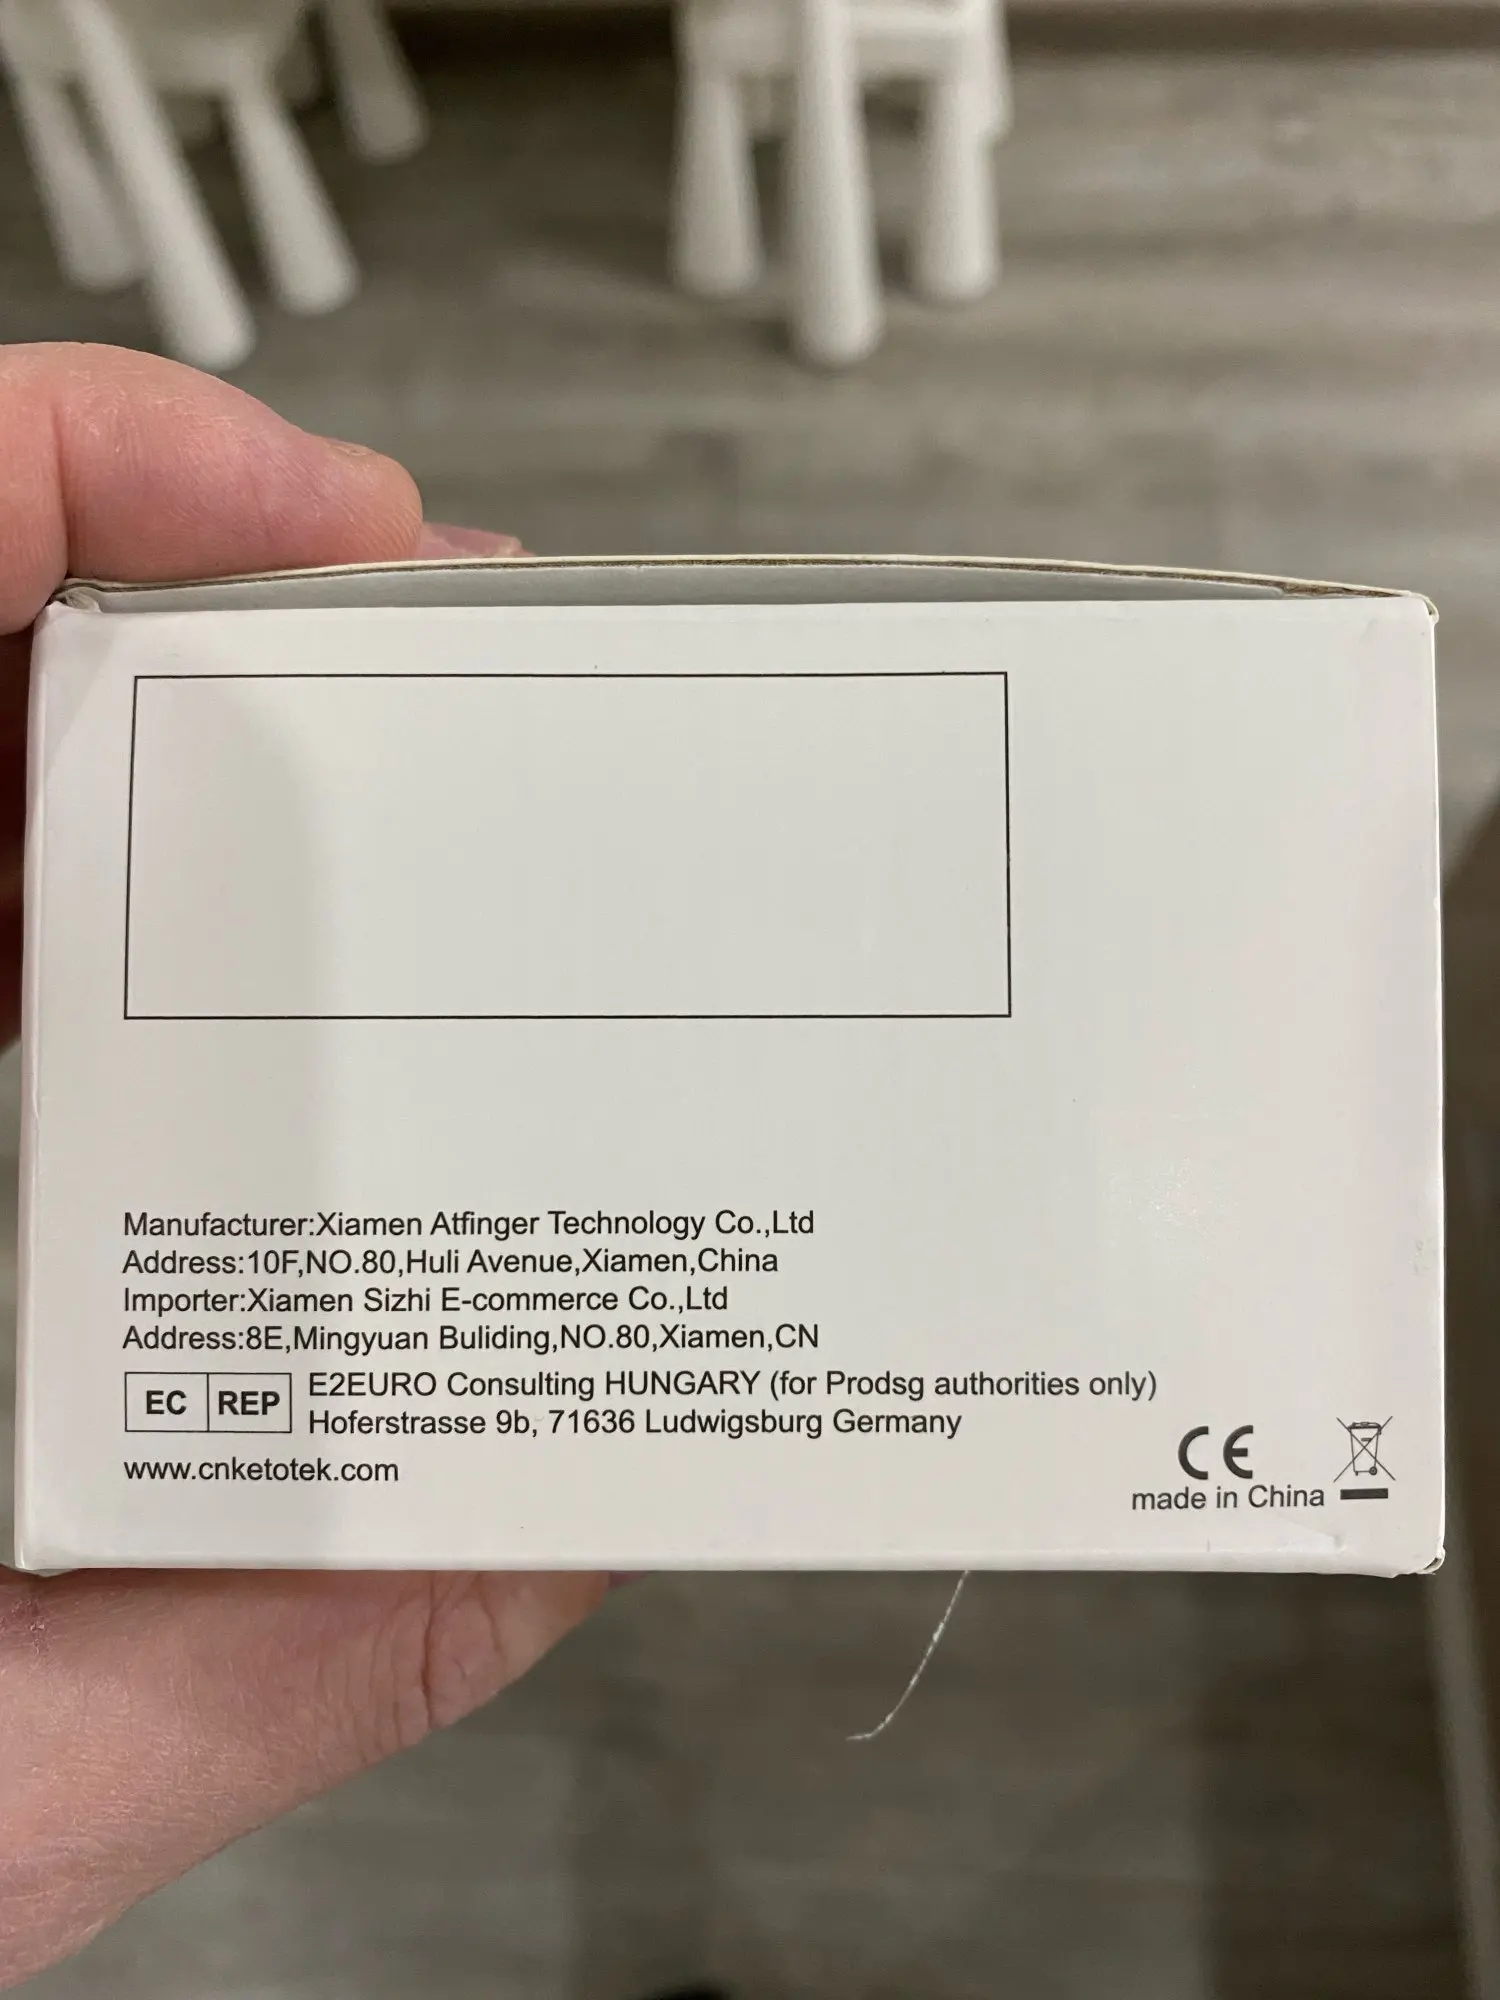 Manufacturer:Xiamen Atfinger Technology Co.,Ltd
Address:10F,NO.80,Huli Avenue,Xiamen,China
Importer:Xiamen Sizhi E-commerce Co.,Ltd
Address:8E,Mingyuan Buliding,NO.80,Xiamen,CN
EC REP
E2EURO Consulting HUNGARY (for Prodsg authorities only)
Hoferstrasse 9b, 71636 Ludwigsburg Germany
www.cnketotek.com
CE
made in China